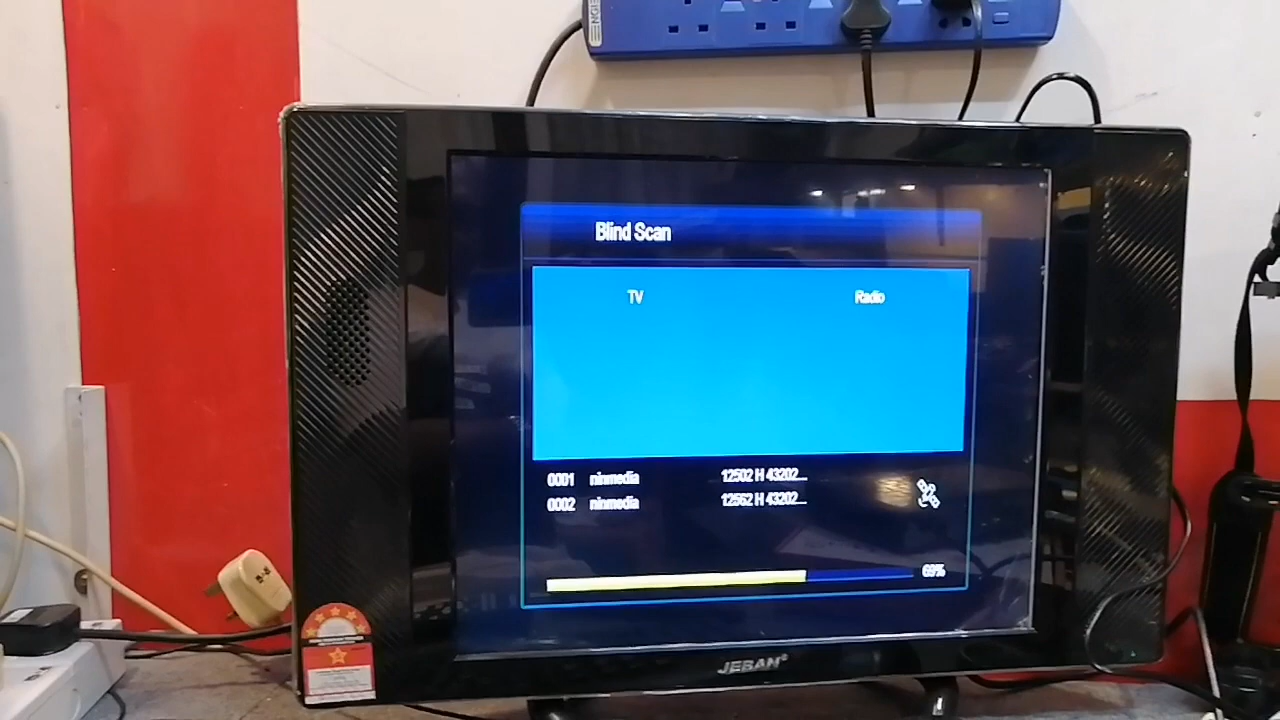 Blind Scan
TV Radio
0001 ninmedia 12502 H 43202...
0002 ninmedia 12562 H 43202...
69%
JEBAN